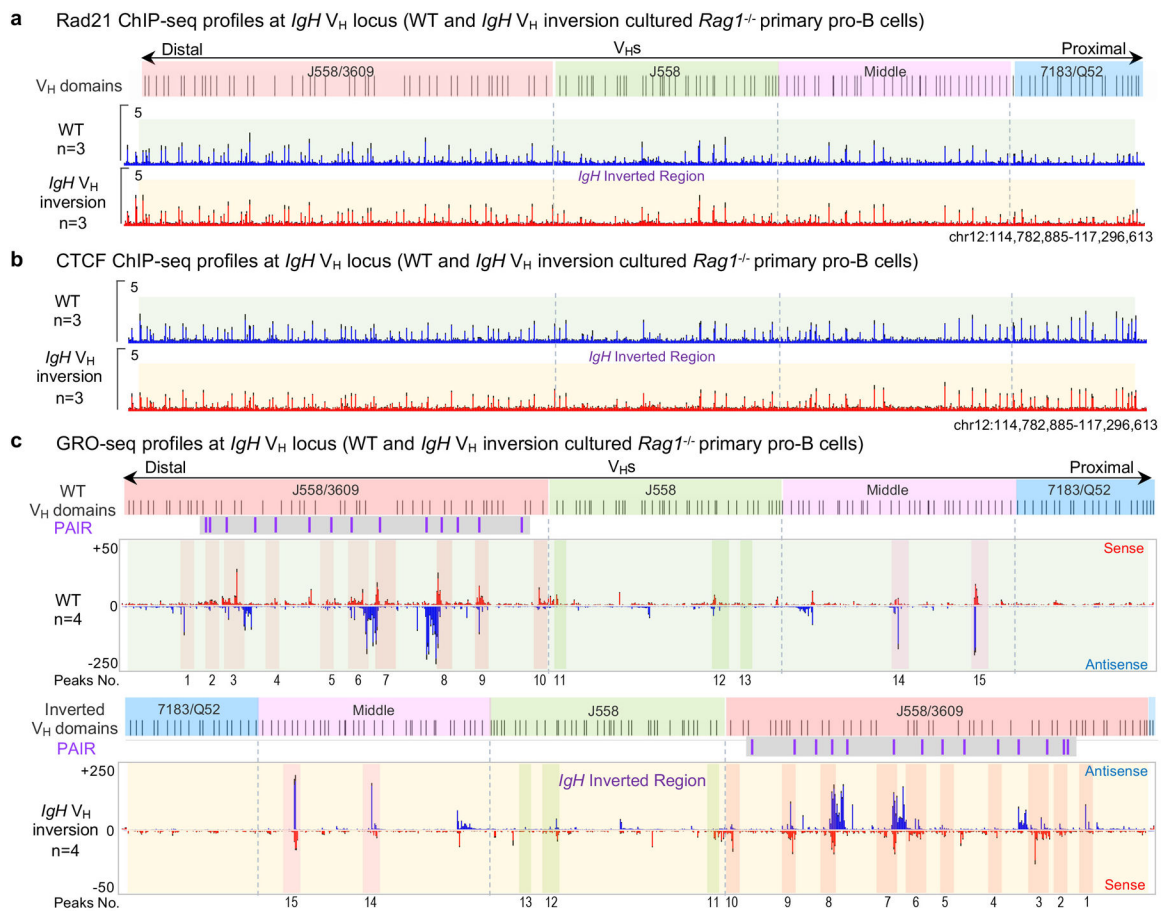 a Rad21 ChIP-seq profiles at IgH VH locus (WT and IgH VH inversion cultured Rag1-/- primary pro-B cells)
Distal VHs Proximal
VH domains J558/3609 J558 Middle 7183/Q52
5
WT
n=3
5
IgH Inverted Region
IgH VH
inversion
n=3
chr12:114,782,885-117,296,613
b CTCF ChIP-seq profiles at IgH VH locus (WT and IgH VH inversion cultured Rag1-/- primary pro-B cells)
5
WT
n=3
5
IgH Inverted Region
IgH VH
inversion
n=3
chr12:114,782,885-117,296,613
c GRO-seq profiles at IgH VH locus (WT and IgH VH inversion cultured Rag1-/- primary pro-B cells)
Distal VHs Proximal
WT
VH domains J558/3609 J558 Middle 7183/Q52
PAIR
+50 Sense
WT
n=4
0
-250 Antisense
Peaks No. 1 2 3 4 5 6 7 8 9 10 11 12 13 14 15
Inverted
VH domains 7183/Q52 Middle J558 J558/3609
PAIR
+250 IgH Inverted Region Antisense
IgH VH
inversion
n=4
0
-50 Sense
Peaks No. 15 14 13 12 11 10 9 8 7 6 5 4 3 2 1